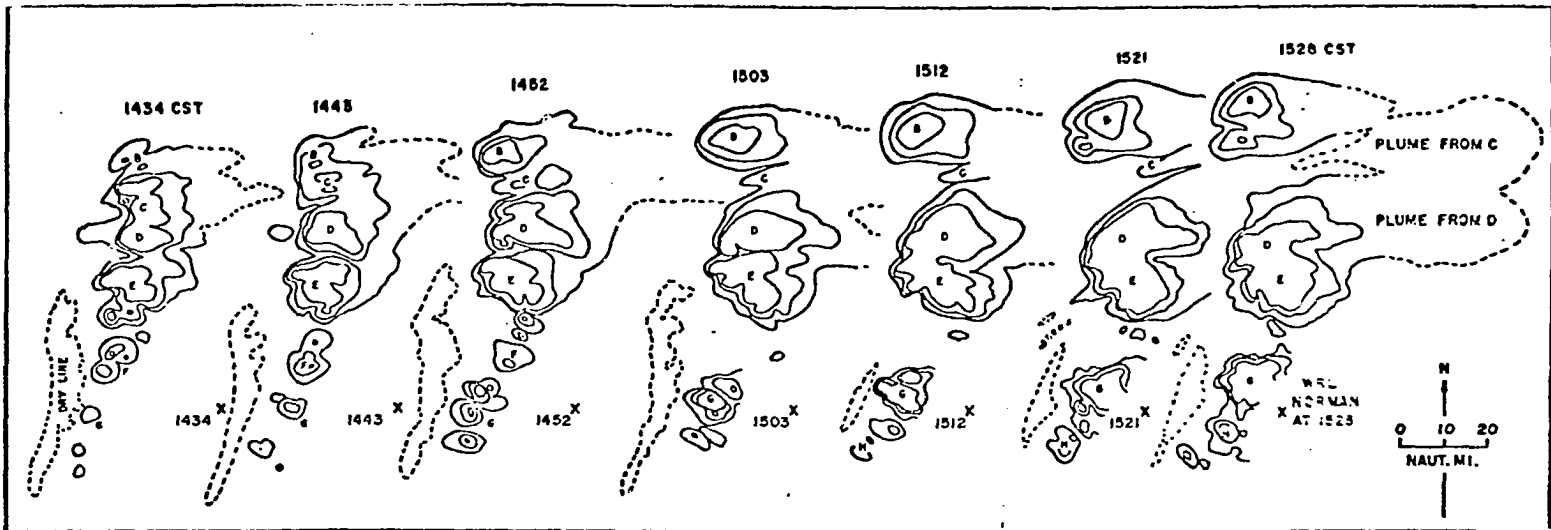 1434 CST
1443
1452
1503
1512
1521
1528 CST
PLUME FROM C
PLUME FROM D
B
C
D
E
F
G
B
C
D
E
F
G
B
C
D
E
F
G
B
C
D
E
G
B
C
D
E
G
H
B
C
D
E
G
H
B
D
E
G
H
DRY LINE
1434 X
1443 X
1452 X
1503 X
1512 X
1521 X
X WRL
NORMAN
AT 1528
N
0 10 20
NAUT. MI.